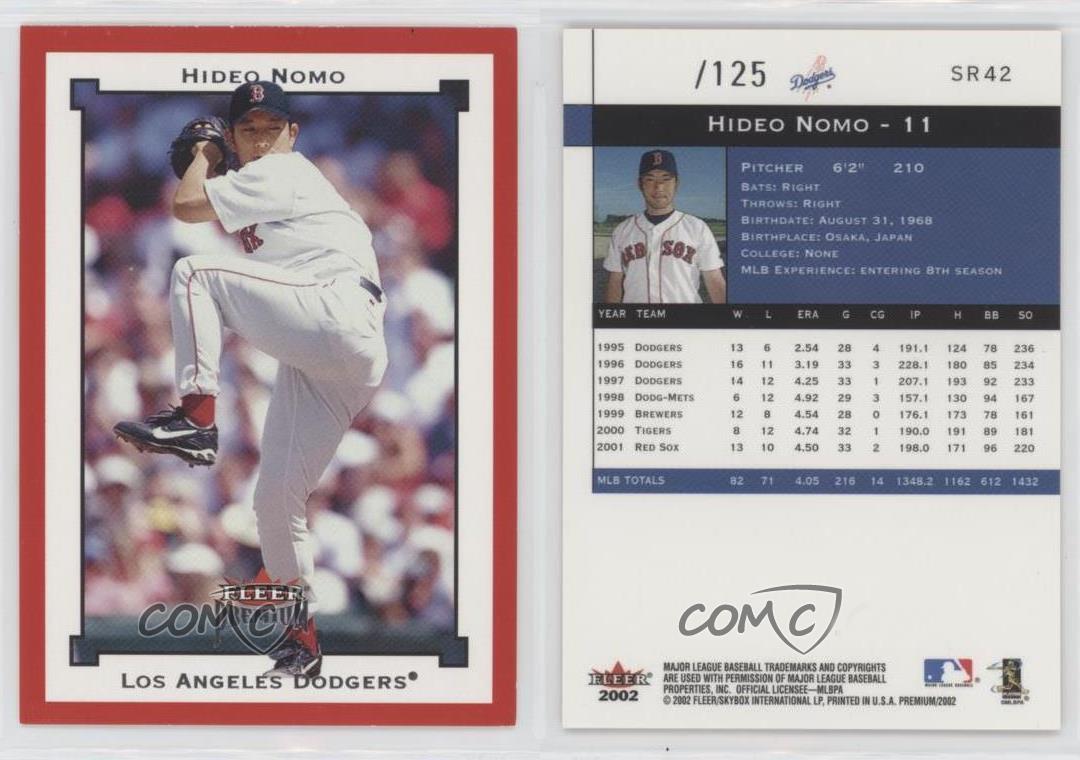 HIDEO NOMO
B
FLEER
PREMIUM
COMC
LOS ANGELES DODGERS®
/125
Dodgers
SR42
HIDEO NOMO - 11
B
RED SOX
PITCHER 6'2" 210
BATS: RIGHT
THROWS: RIGHT
BIRTHDATE: AUGUST 31, 1968
BIRTHPLACE: OSAKA, JAPAN
COLLEGE: NONE
MLB EXPERIENCE: ENTERING 8TH SEASON
YEAR TEAM W L ERA G CG IP H BB SO
1995 DODGERS 13 6 2.54 28 4 191.1 124 78 236
1996 DODGERS 16 11 3.19 33 3 228.1 180 85 234
1997 DODGERS 14 12 4.25 33 1 207.1 193 92 233
1998 DODG-METS 6 12 4.92 29 3 157.1 130 94 167
1999 BREWERS 12 8 4.54 28 0 176.1 173 78 161
2000 TIGERS 8 12 4.74 32 1 190.0 191 89 181
2001 RED SOX 13 10 4.50 33 2 198.0 171 96 220
MLB TOTALS 82 71 4.05 216 14 1348.2 1162 612 1432
COMC
FLEER
2002
MAJOR LEAGUE BASEBALL TRADEMARKS AND COPYRIGHTS
ARE USED WITH PERMISSION OF MAJOR LEAGUE BASEBALL
PROPERTIES, INC. OFFICIAL LICENSEE—MLBPA
© 2002 FLEER/SKYBOX INTERNATIONAL LP, PRINTED IN U.S.A. PREMIUM/2002
MAJOR LEAGUE BASEBALL
©MLBPA